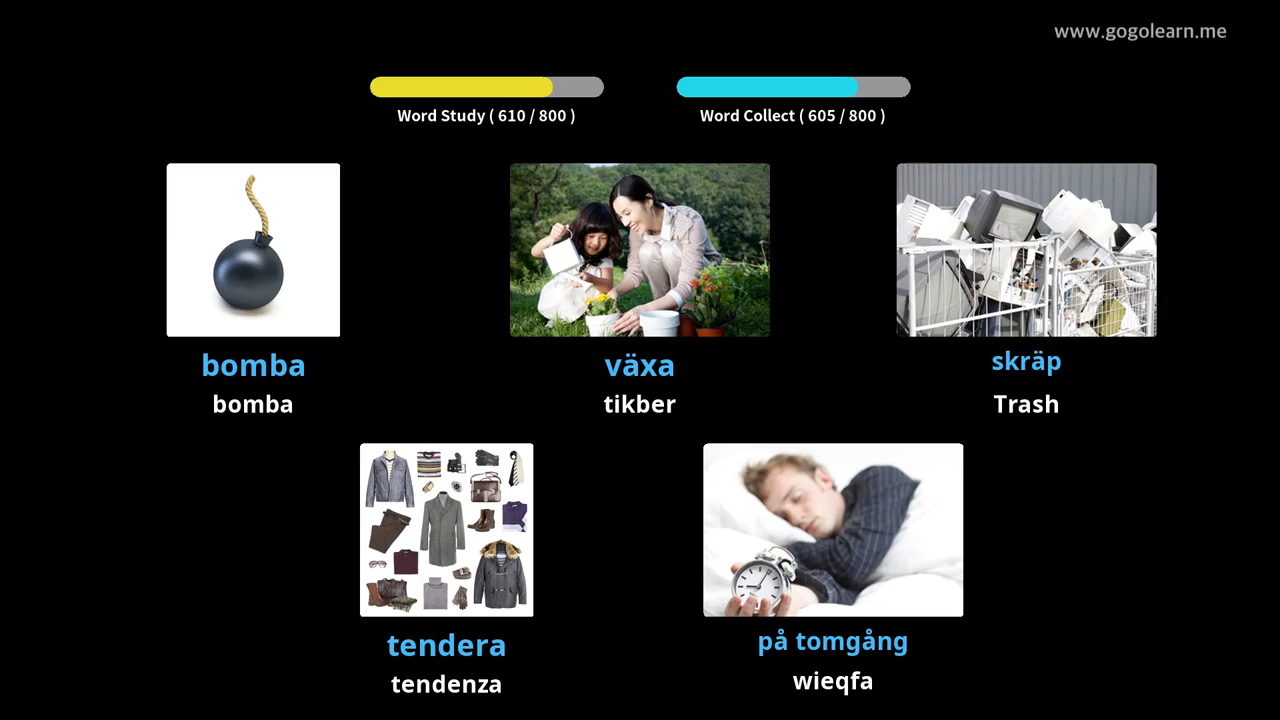 www.gogolearn.me
Word Study ( 610 / 800 )
Word Collect ( 605 / 800 )
bomba
bomba
växa
tikber
skräp
Trash
tendera
tendenza
på tomgång
wieqfa